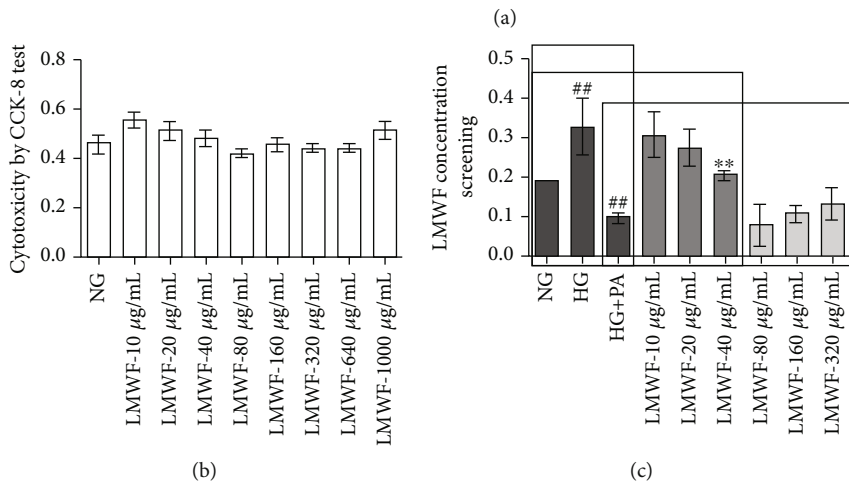 (a)
Cytotoxicity by CCK-8 test
0.8
0.6
0.4
0.2
0.0
NG
LMWF-10 µg/mL
LMWF-20 µg/mL
LMWF-40 µg/mL
LMWF-80 µg/mL
LMWF-160 µg/mL
LMWF-320 µg/mL
LMWF-640 µg/mL
LMWF-1000 µg/mL
(b)
LMWF concentration
screening
0.5
0.4
0.3
0.2
0.1
0.0
##
##
**
NG
HG
HG+PA
LMWF-10 µg/mL
LMWF-20 µg/mL
LMWF-40 µg/mL
LMWF-80 µg/mL
LMWF-160 µg/mL
LMWF-320 µg/mL
(c)